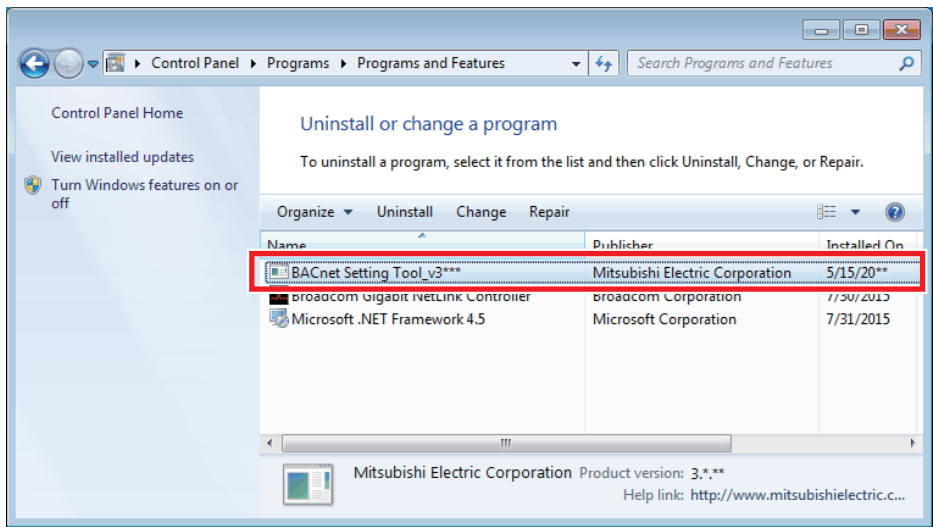 Control Panel Programs Programs and Features Search Programs and Features
Control Panel Home
View installed updates
Turn Windows features on or
off
Uninstall or change a program
To uninstall a program, select it from the list and then click Uninstall, Change, or Repair.
Organize Uninstall Change Repair
Name Publisher Installed On
BACnet Setting Tool_v3*** Mitsubishi Electric Corporation 5/15/20**
Broadcom Gigabit NetLink Controller Broadcom Corporation 7/30/2015
Microsoft .NET Framework 4.5 Microsoft Corporation 7/31/2015
Mitsubishi Electric Corporation Product version: 3.*.**
Help link: http://www.mitsubishielectric.c...